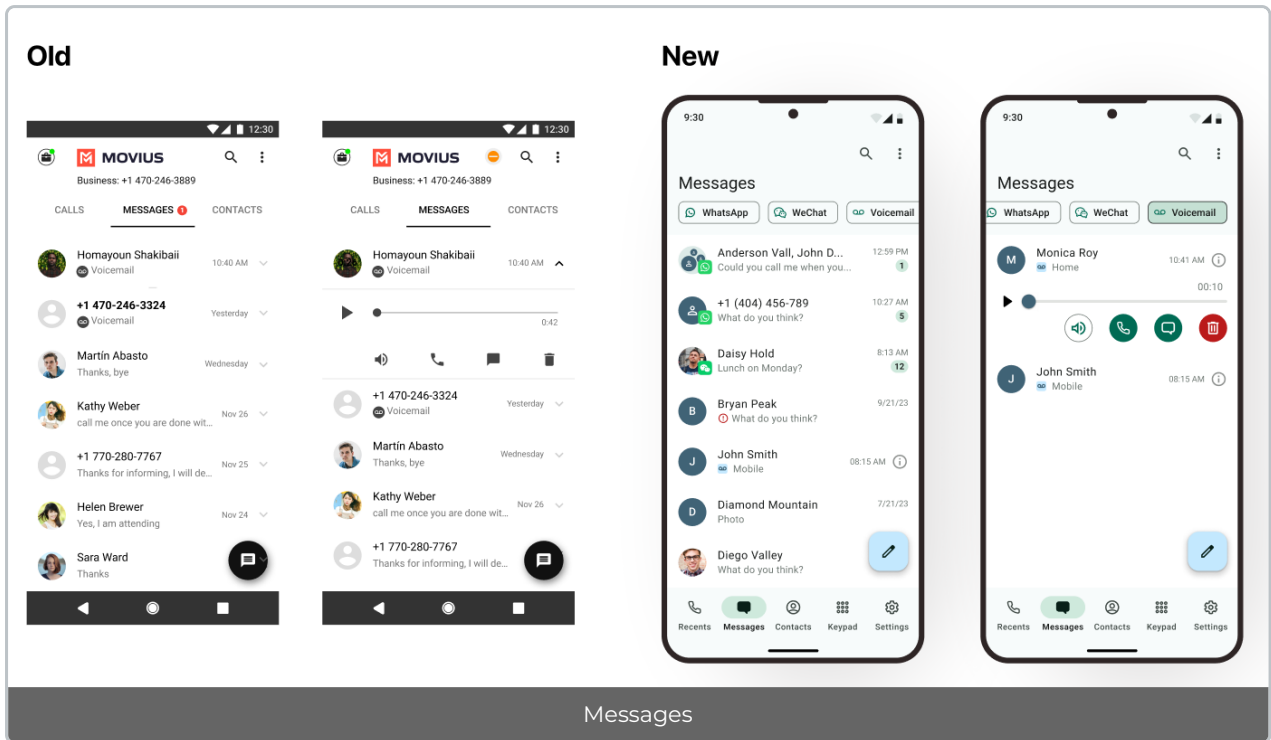 Old
12:30
MOVIUS
Business: +1 470-246-3889
CALLS MESSAGES 1 CONTACTS
Homayoun Shakibaii
Voicemail
10:40 AM
+1 470-246-3324
Voicemail
Yesterday
Martín Abasto
Thanks, bye
Wednesday
Kathy Weber
call me once you are done wit...
Nov 26
+1 770-280-7767
Thanks for informing, I will de...
Nov 25
Helen Brewer
Yes, I am attending
Nov 24
Sara Ward
Thanks
12:30
MOVIUS
Business: +1 470-246-3889
CALLS MESSAGES CONTACTS
Homayoun Shakibaii
Voicemail
10:40 AM
0:42
+1 470-246-3324
Voicemail
Yesterday
Martín Abasto
Thanks, bye
Wednesday
Kathy Weber
call me once you are done wit...
Nov 26
+1 770-280-7767
Thanks for informing, I will de...
New
9:30
Messages
WhatsApp WeChat Voicemail
Anderson Vall, John D...
Could you call me when you...
12:59 PM
1
+1 (404) 456-789
What do you think?
10:27 AM
5
Daisy Hold
Lunch on Monday?
8:13 AM
12
B
Bryan Peak
What do you think?
9/21/23
J
John Smith
Mobile
08:15 AM
D
Diamond Mountain
Photo
7/21/23
Diego Valley
What do you think?
Recents Messages Contacts Keypad Settings
9:30
Messages
WhatsApp WeChat Voicemail
M
Monica Roy
Home
10:41 AM
00:10
J
John Smith
Mobile
08:15 AM
Recents Messages Contacts Keypad Settings
Messages